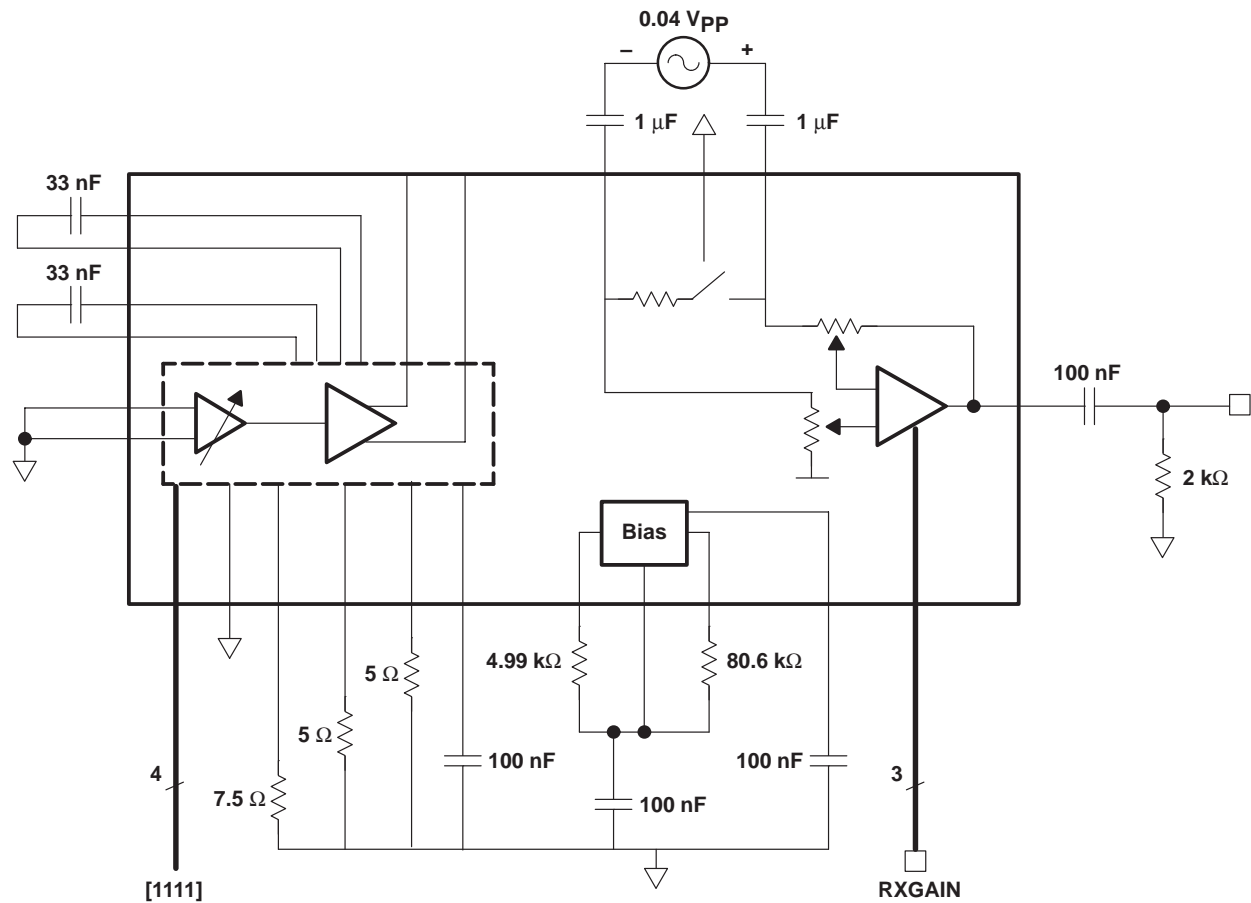 0.04 VPP
– +
1 μF
1 μF
33 nF
33 nF
100 nF
2 kΩ
Bias
4.99 kΩ
80.6 kΩ
5 Ω
5 Ω
7.5 Ω
100 nF
100 nF
100 nF
4
3
[1111]
RXGAIN